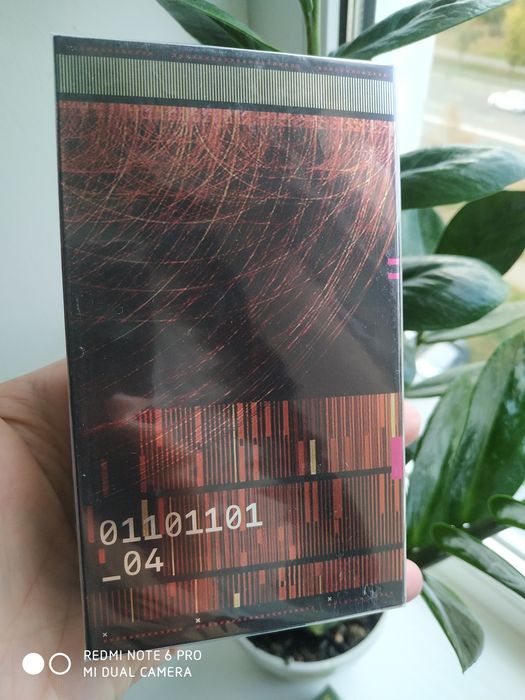 01101101
_04
REDMI NOTE 6 PRO
MI DUAL CAMERA